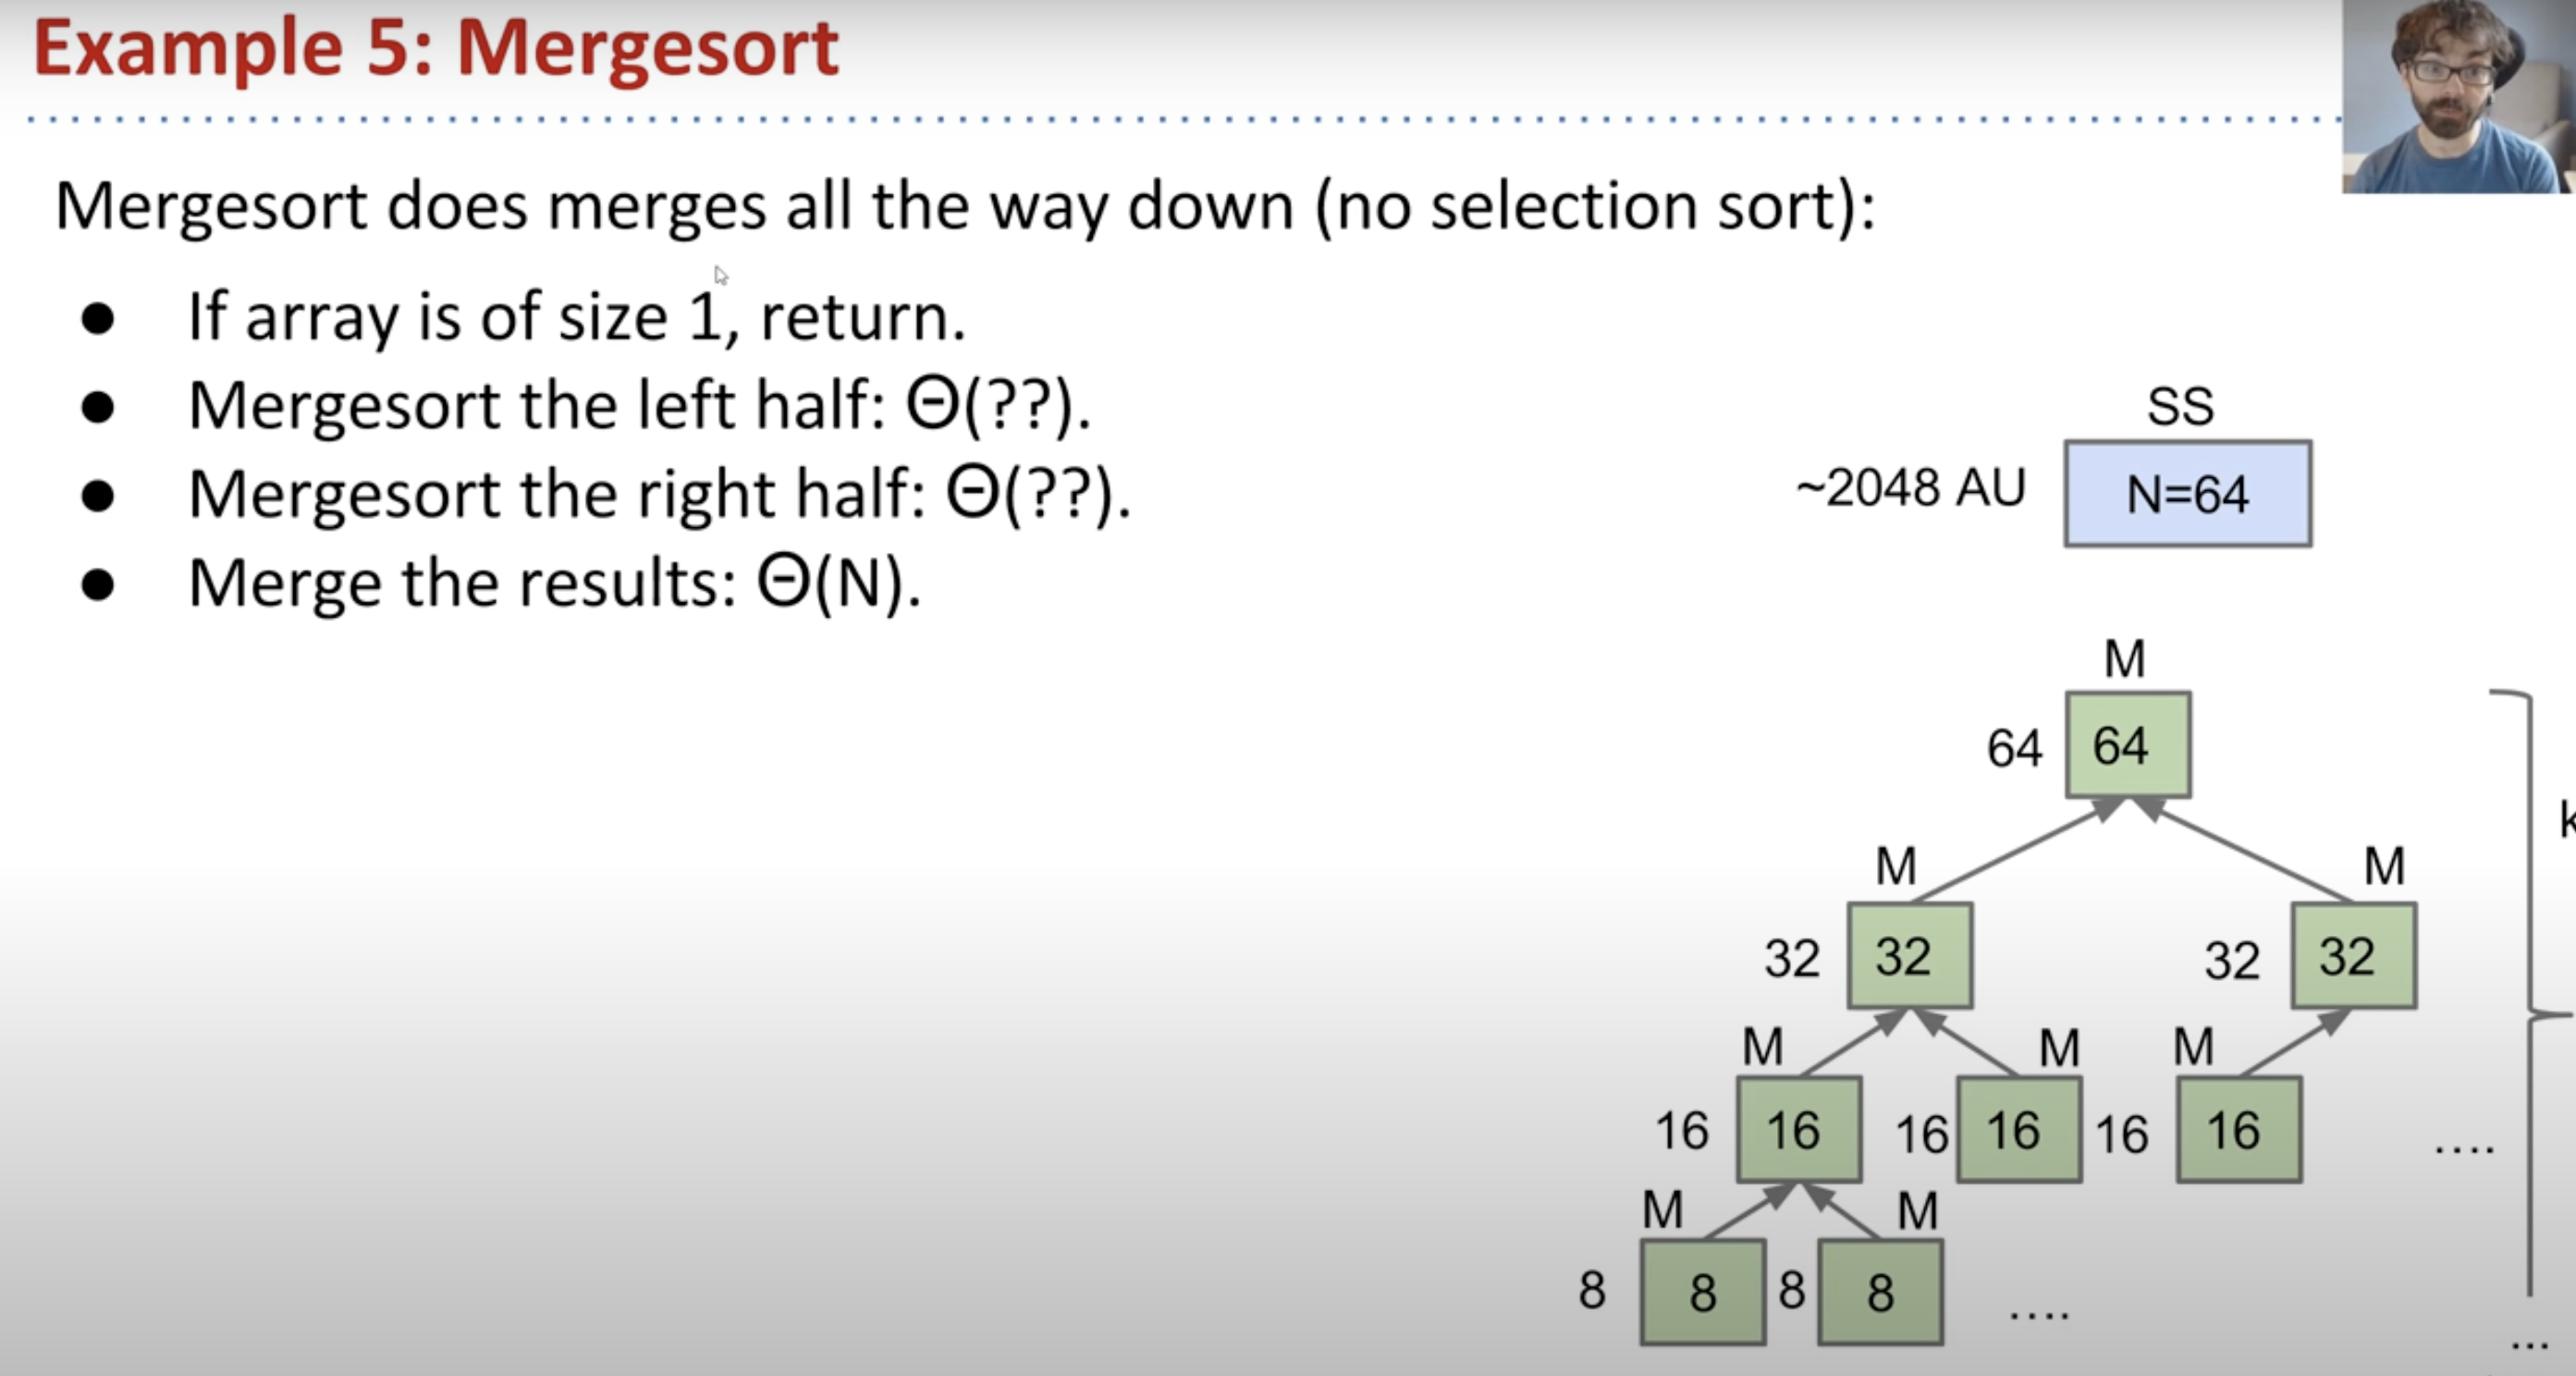 Example 5: Mergesort
Mergesort does merges all the way down (no selection sort):
● If array is of size 1, return.
● Mergesort the left half: Θ(??).
● Mergesort the right half: Θ(??).
● Merge the results: Θ(N).
SS
~2048 AU N=64
M
64 64
k
M M
32 32 32 32
M M M
16 16 16 16 16 16 ....
M M
8 8 8 8 ....
...